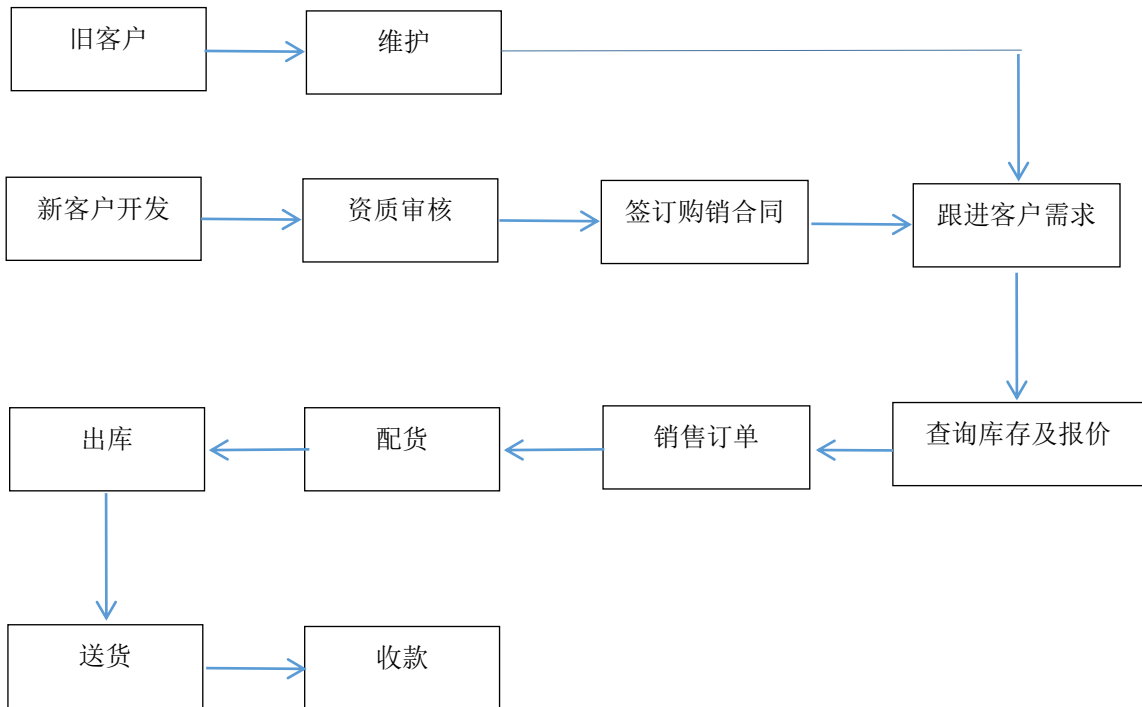 旧客户
维护
新客户开发
资质审核
签订购销合同
跟进客户需求
出库
配货
销售订单
查询库存及报价
送货
收款